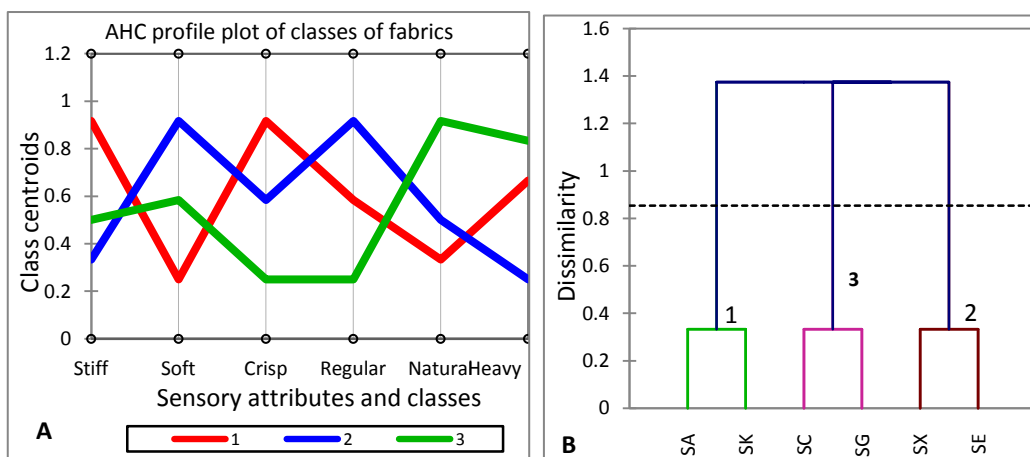 AHC profile plot of classes of fabrics
1.2
1
0.8
0.6
0.4
0.2
0
Class centroids
Stiff Soft Crisp Regular NaturaHeavy
Sensory attributes and classes
A
1 2 3
1.6
1.4
1.2
1
0.8
0.6
0.4
0.2
0
Dissimilarity
1
3
2
SA SK SC SG SX SE
B